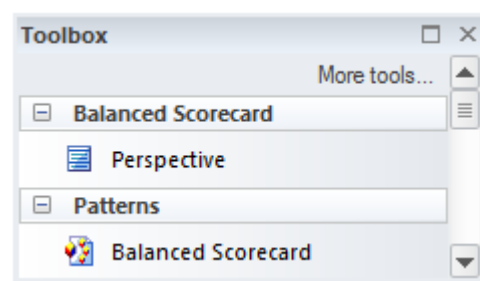 Toolbox
More tools...
Balanced Scorecard
Perspective
Patterns
Balanced Scorecard